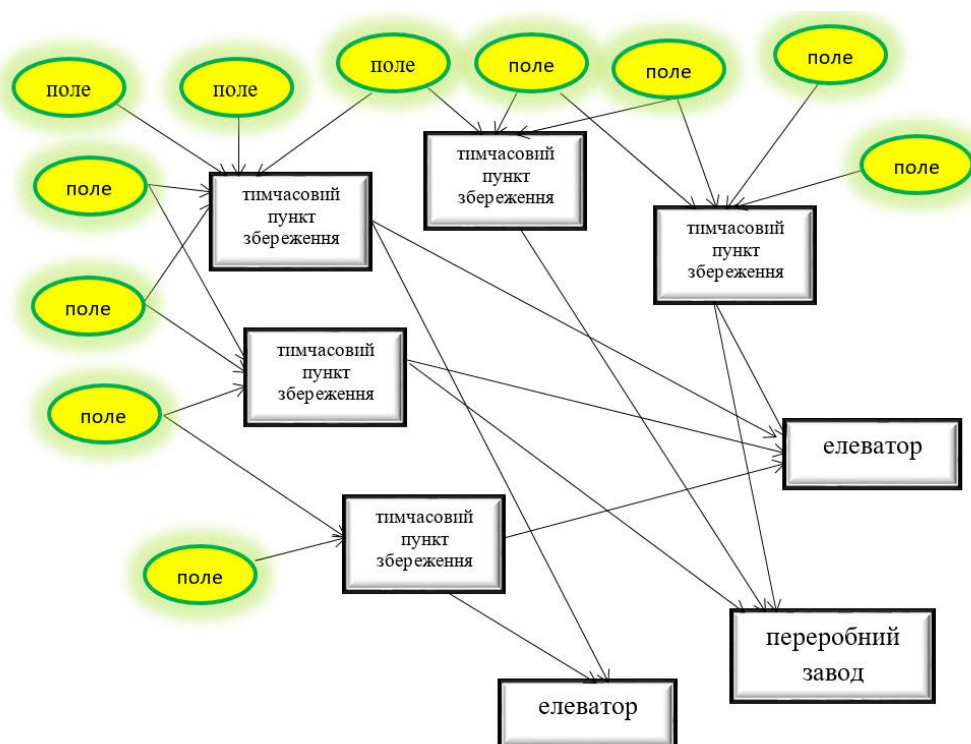 поле
поле
поле
поле
поле
поле
поле
тимчасовий
пункт
збереження
поле
тимчасовий
пункт
збереження
тимчасовий
пункт
збереження
поле
тимчасовий
пункт
збереження
поле
елеватор
тимчасовий
пункт
збереження
поле
переробний
завод
елеватор